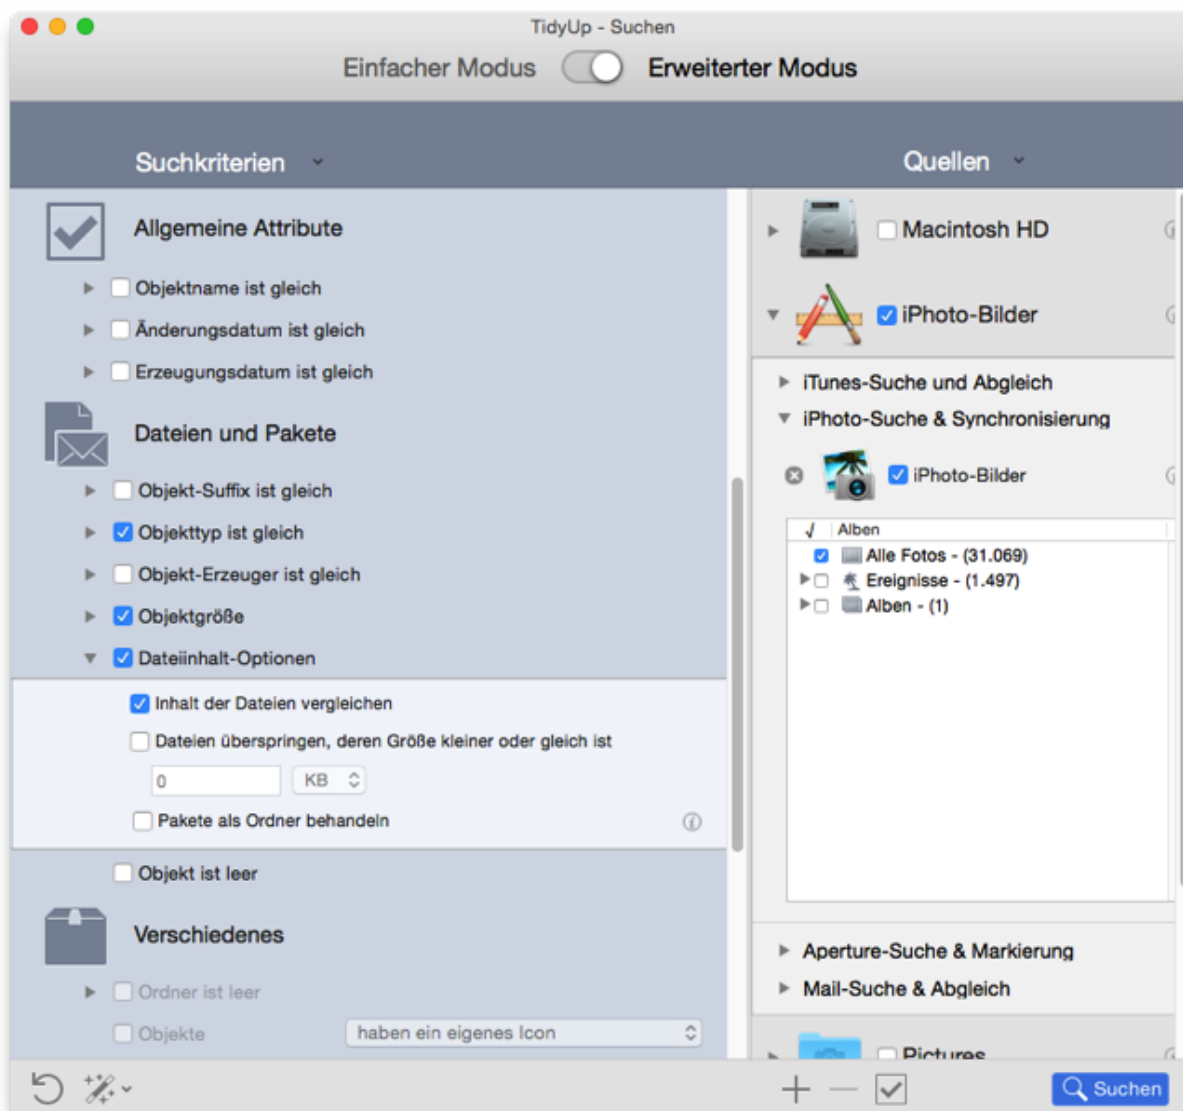 TidyUp - Suchen
Einfacher Modus
Erweiterter Modus
Suchkriterien
Quellen
Allgemeine Attribute
Objektname ist gleich
Änderungsdatum ist gleich
Erzeugungsdatum ist gleich
Dateien und Pakete
Objekt-Suffix ist gleich
Objekttyp ist gleich
Objekt-Erzeuger ist gleich
Objektgröße
Dateiinhalt-Optionen
Inhalt der Dateien vergleichen
Dateien überspringen, deren Größe kleiner oder gleich ist
0 KB
Pakete als Ordner behandeln
Objekt ist leer
Verschiedenes
Ordner ist leer
Objekte haben ein eigenes Icon
Macintosh HD
iPhoto-Bilder
iTunes-Suche und Abgleich
iPhoto-Suche & Synchronisierung
iPhoto-Bilder
√ Alben
Alle Fotos - (31.069)
Ereignisse - (1.497)
Alben - (1)
Aperture-Suche & Markierung
Mail-Suche & Abgleich
Pictures
Suchen